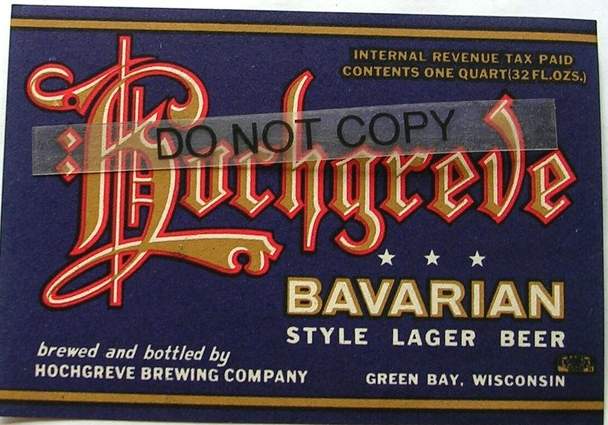 INTERNAL REVENUE TAX PAID
CONTENTS ONE QUART (32 FL.OZS.)
Hochgreve
DO NOT COPY
BAVARIAN
STYLE LAGER BEER
brewed and bottled by
HOCHGREVE BREWING COMPANY
GREEN BAY, WISCONSIN